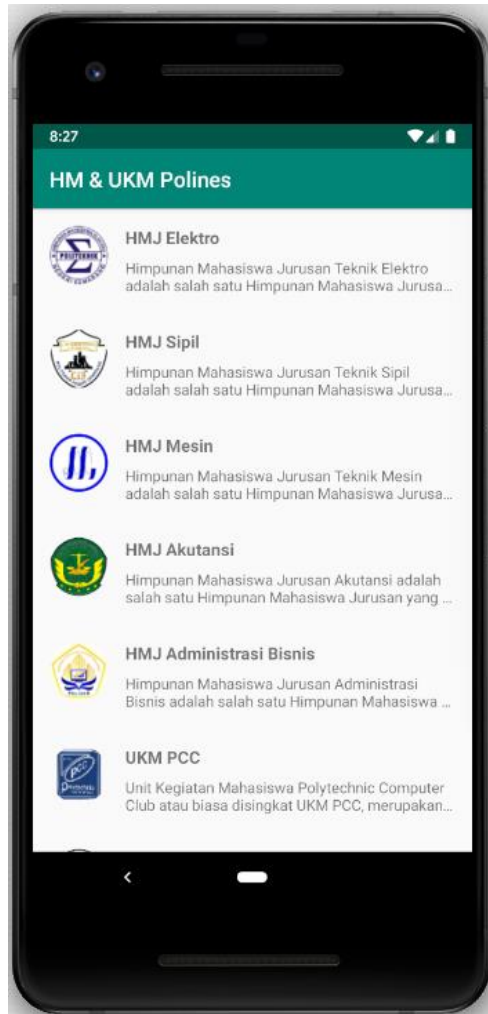 8:27
HM & UKM Polines
HMJ Elektro
Himpunan Mahasiswa Jurusan Teknik Elektro
adalah salah satu Himpunan Mahasiswa Jurusa...
HMJ Sipil
Himpunan Mahasiswa Jurusan Teknik Sipil
adalah salah satu Himpunan Mahasiswa Jurusa...
HMJ Mesin
Himpunan Mahasiswa Jurusan Teknik Mesin
adalah salah satu Himpunan Mahasiswa Jurusa...
HMJ Akutansi
Himpunan Mahasiswa Jurusan Akutansi adalah
salah satu Himpunan Mahasiswa Jurusan yang ...
HMJ Administrasi Bisnis
Himpunan Mahasiswa Jurusan Administrasi
Bisnis adalah salah satu Himpunan Mahasiswa ...
PCC
UKM PCC
Unit Kegiatan Mahasiswa Polytechnic Computer
Club atau biasa disingkat UKM PCC, merupakan...